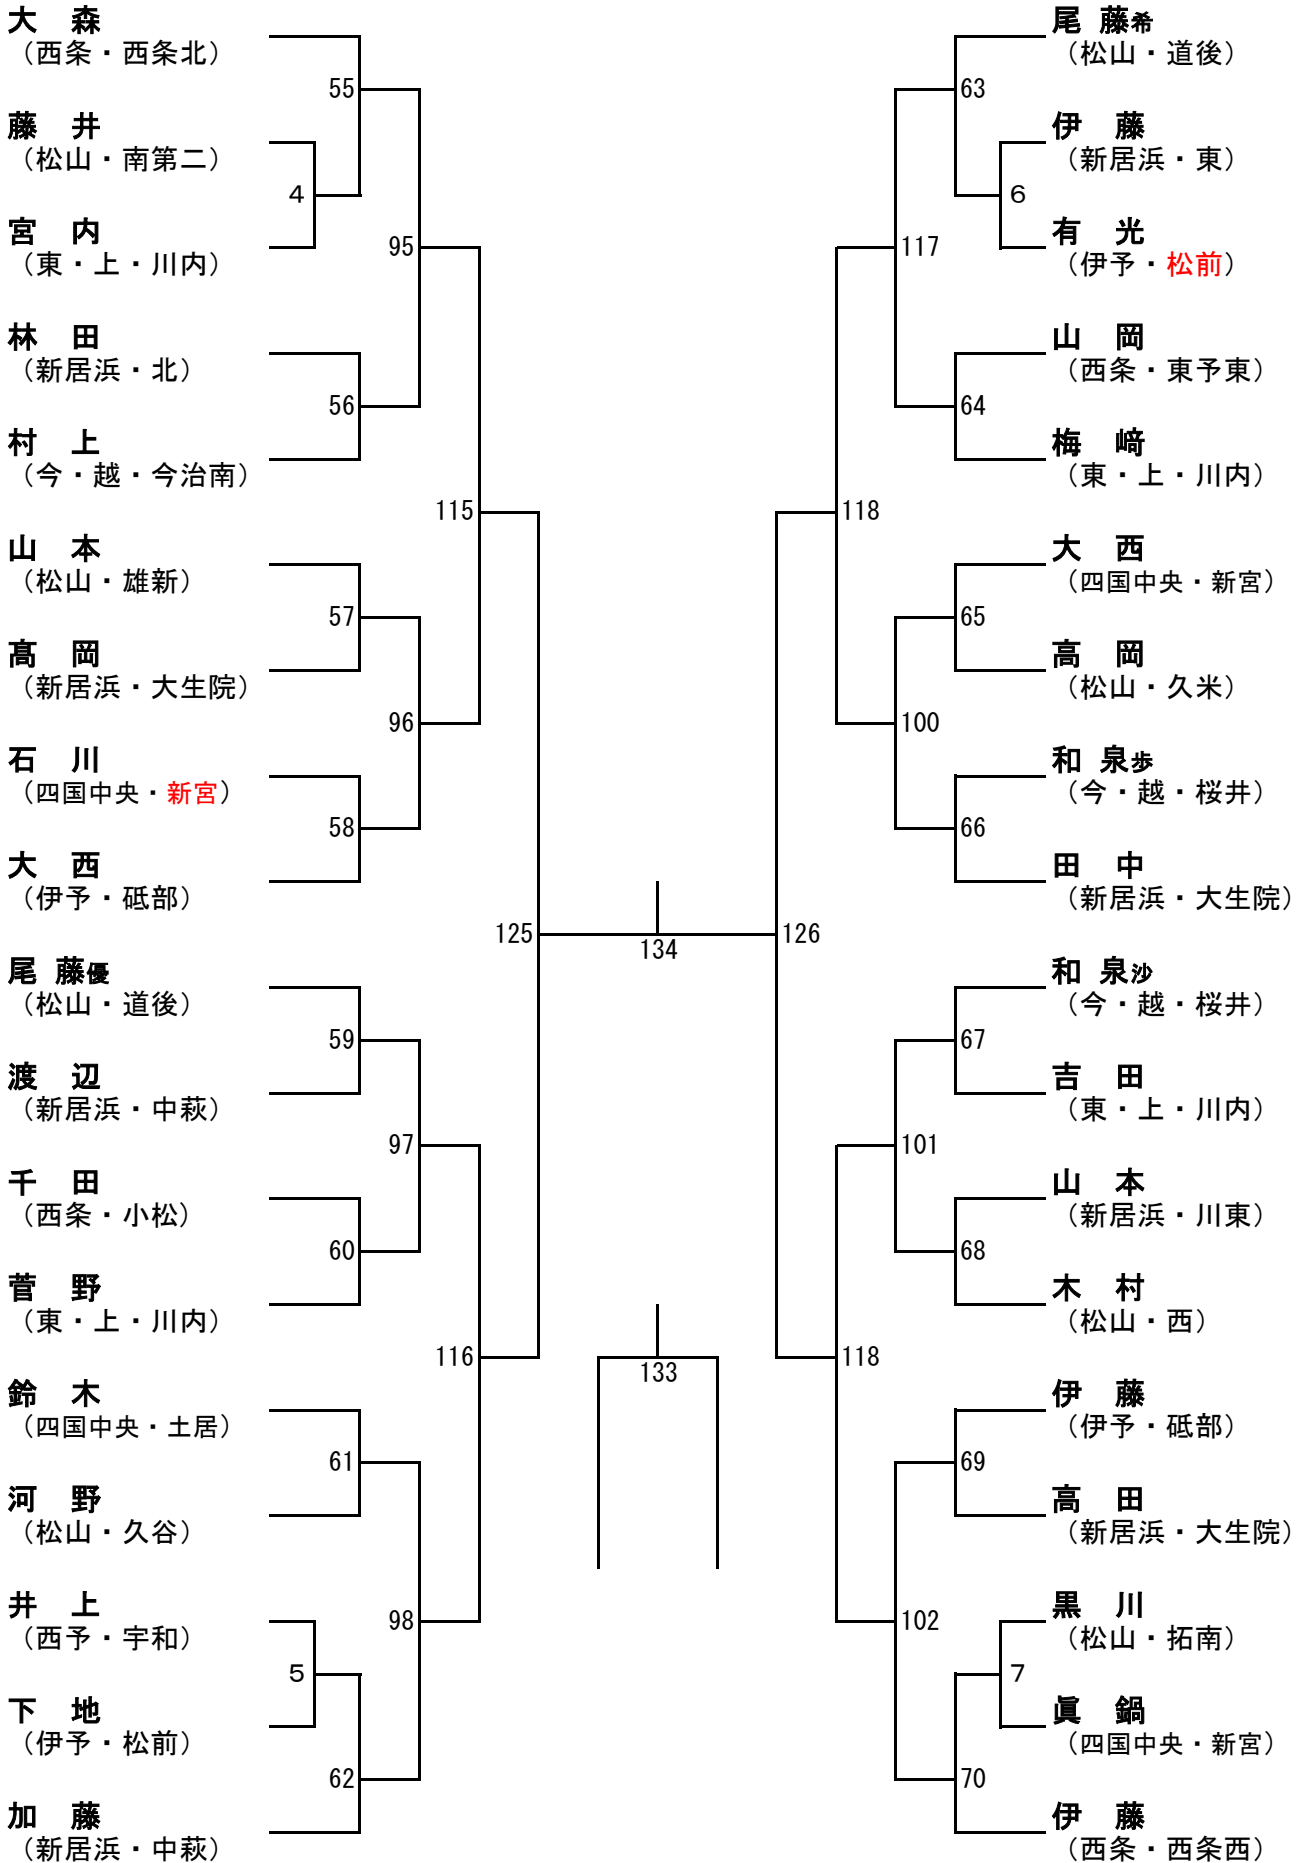 大　森
（西条・西条北）
55
藤　井
（松山・南第二）
4
宮　内
（東・上・川内）
95
林　田
（新居浜・北）
56
村　上
（今・越・今治南）
115
山　本
（松山・雄新）
57
髙　岡
（新居浜・大生院）
96
石　川
（四国中央・新宮）
58
大　西
（伊予・砥部）
125
尾　藤優
（松山・道後）
59
渡　辺
（新居浜・中萩）
97
千　田
（西条・小松）
60
菅　野
（東・上・川内）
116
鈴　木
（四国中央・土居）
61
河　野
（松山・久谷）
98
井　上
（西予・宇和）
5
下　地
（伊予・松前）
62
加　藤
（新居浜・中萩）
134
133
尾　藤希
（松山・道後）
63
伊　藤
（新居浜・東）
6
有　光
（伊予・松前）
117
山　岡
（西条・東予東）
64
梅　﨑
（東・上・川内）
118
大　西
（四国中央・新宮）
65
高　岡
（松山・久米）
100
和　泉歩
（今・越・桜井）
66
田　中
（新居浜・大生院）
126
和　泉沙
（今・越・桜井）
67
吉　田
（東・上・川内）
101
山　本
（新居浜・川東）
68
木　村
（松山・西）
118
伊　藤
（伊予・砥部）
69
高　田
（新居浜・大生院）
102
黒　川
（松山・拓南）
7
眞　鍋
（四国中央・新宮）
70
伊　藤
（西条・西条西）